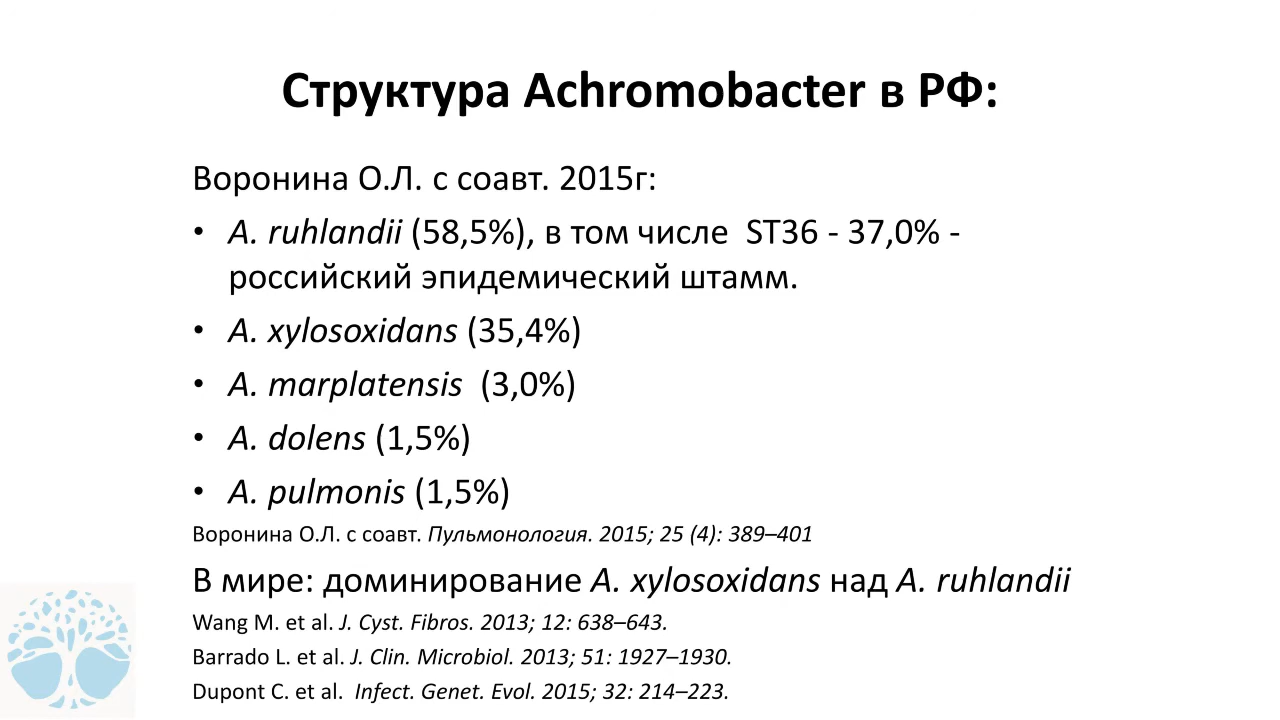 Структура Achromobacter в РФ:
Воронина О.Л. с соавт. 2015г:
• A. ruhlandii (58,5%), в том числе ST36 - 37,0% -
российский эпидемический штамм.
• A. xylosoxidans (35,4%)
• A. marplatensis (3,0%)
• A. dolens (1,5%)
• A. pulmonis (1,5%)
Воронина О.Л. с соавт. Пульмонология. 2015; 25 (4): 389–401
В мире: доминирование A. xylosoxidans над A. ruhlandii
Wang M. et al. J. Cyst. Fibros. 2013; 12: 638–643.
Barrado L. et al. J. Clin. Microbiol. 2013; 51: 1927–1930.
Dupont C. et al. Infect. Genet. Evol. 2015; 32: 214–223.